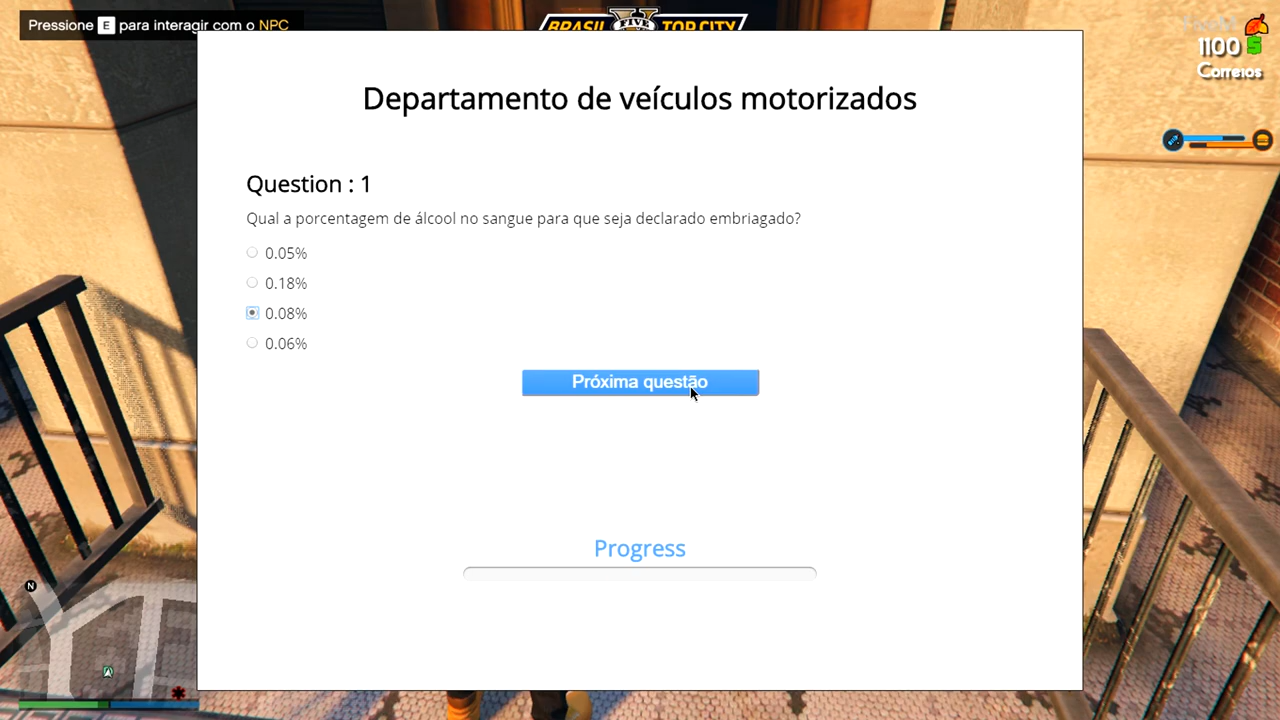 Pressione E para interagir com o NPC
BRASIL FIVE TOP CITY
1100 $
Correios
Departamento de veículos motorizados
Question : 1
Qual a porcentagem de álcool no sangue para que seja declarado embriagado?
0.05%
0.18%
0.08%
0.06%
Próxima questão
Progress
N